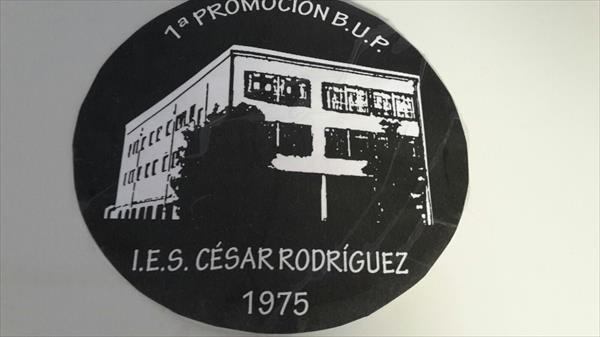 1ª PROMOCIÓN B.U.P.
I.E.S. CÉSAR RODRÍGUEZ
1975